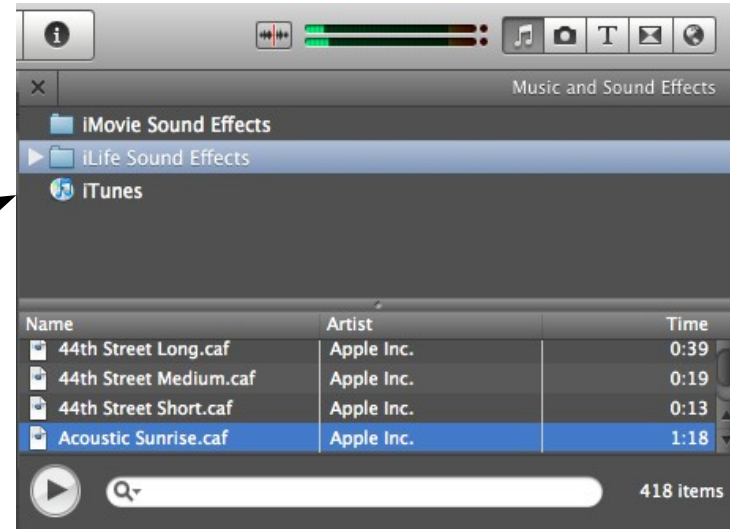 T
Music and Sound Effects
iMovie Sound Effects
iLife Sound Effects
iTunes
Name Artist Time
44th Street Long.caf Apple Inc. 0:39
44th Street Medium.caf Apple Inc. 0:19
44th Street Short.caf Apple Inc. 0:13
Acoustic Sunrise.caf Apple Inc. 1:18
418 items